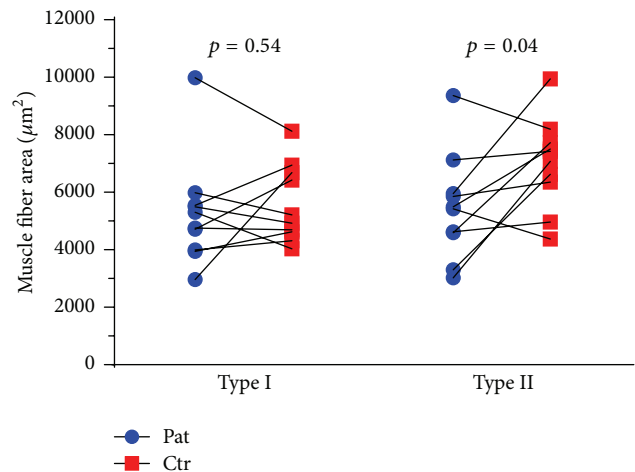 p = 0.54 p = 0.04
12000
10000
8000
6000
4000
2000
0
Muscle fiber area (μm²)
Type I Type II
Pat
Ctr